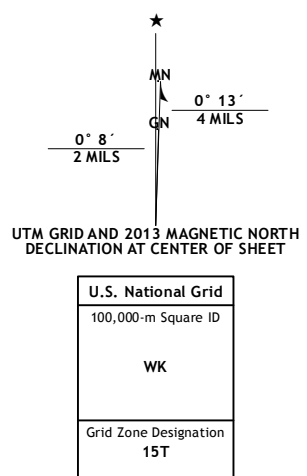 ★
MN
0° 13´
4 MILS
GN
0° 8´
2 MILS
UTM GRID AND 2013 MAGNETIC NORTH
DECLINATION AT CENTER OF SHEET
U.S. National Grid
100,000-m Square ID
WK
Grid Zone Designation
15T